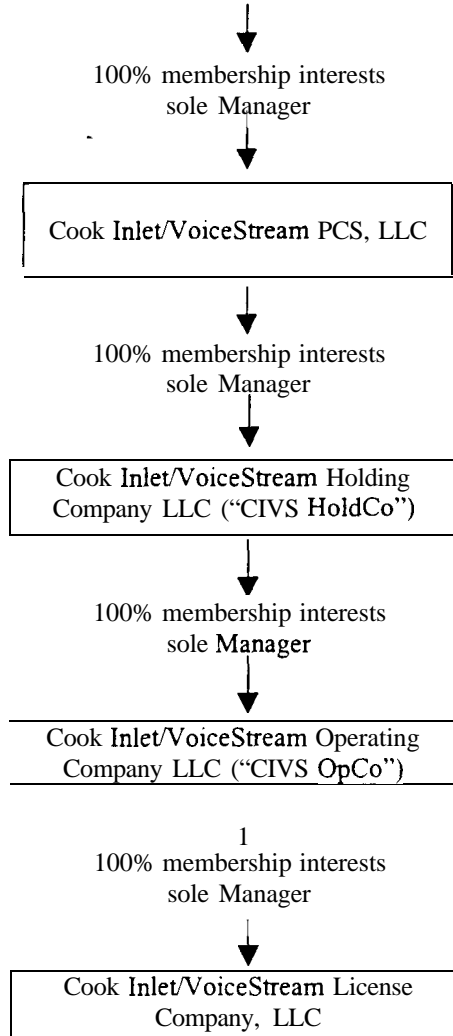 100% membership interests
sole Manager
Cook Inlet/VoiceStream PCS, LLC
100% membership interests
sole Manager
Cook Inlet/VoiceStream Holding
Company LLC (“CIVS HoldCo”)
100% membership interests
sole Manager
Cook Inlet/VoiceStream Operating
Company LLC (“CIVS OpCo”)
1
100% membership interests
sole Manager
Cook Inlet/VoiceStream License
Company, LLC